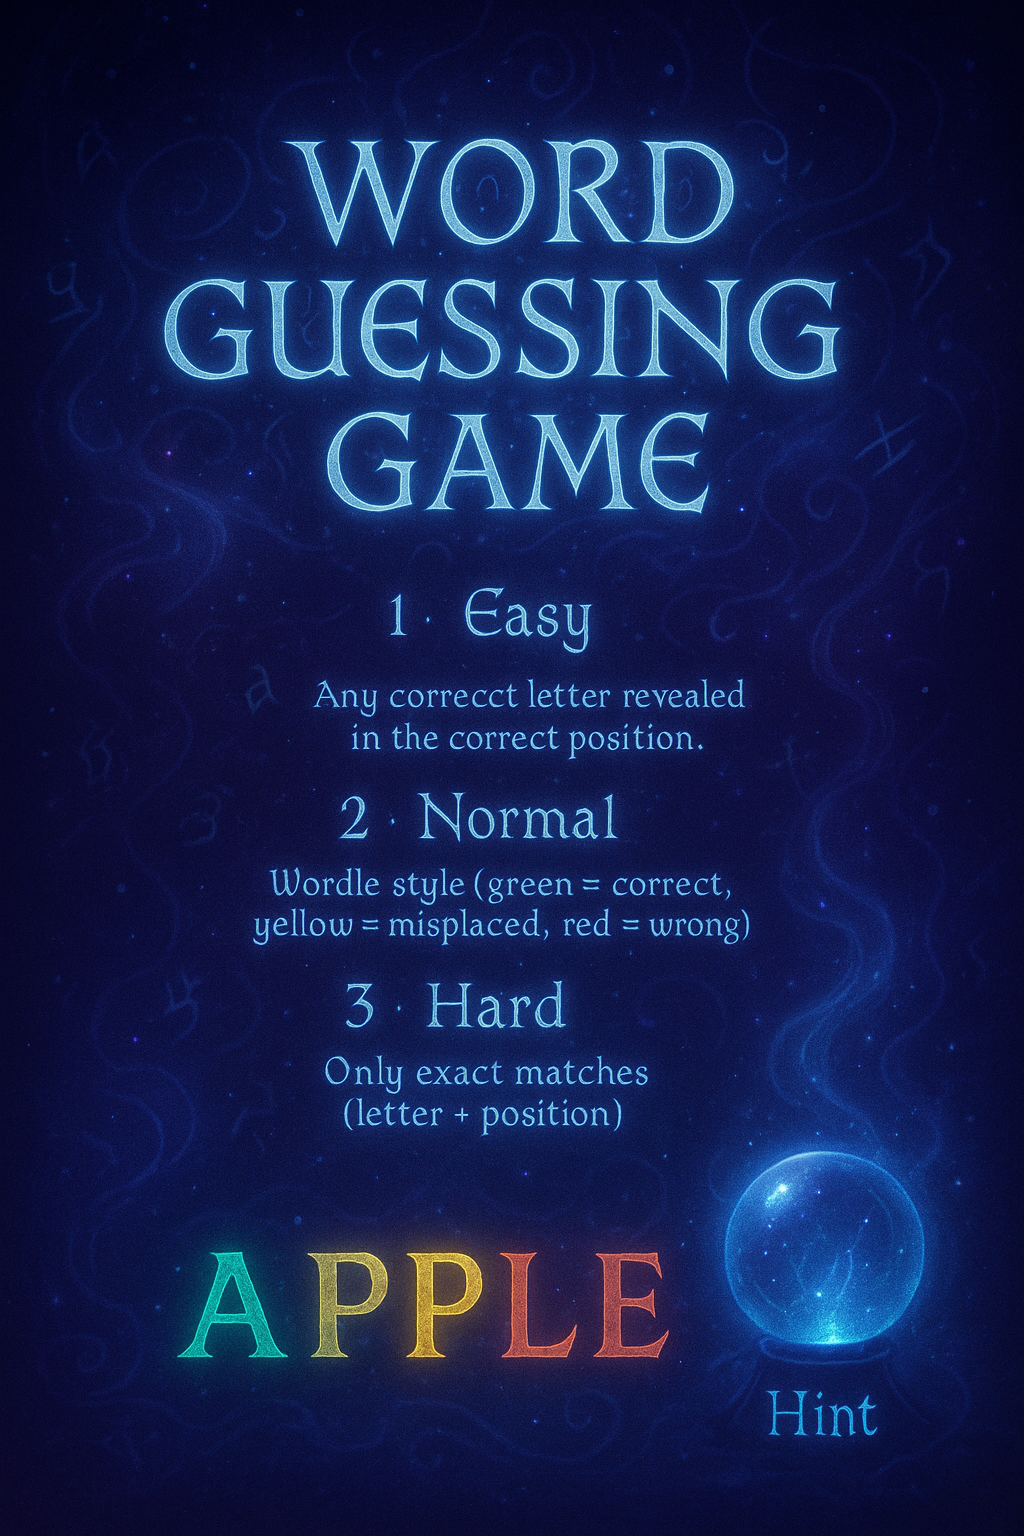 WORD
GUESSING
GAME
1 · Easy
Any correcct letter revealed
in the correct position.
2 · Normal
Wordle style (green = correct,
yellow = misplaced, red = wrong)
3 · Hard
Only exact matches
(letter + position)
APPLE
Hint